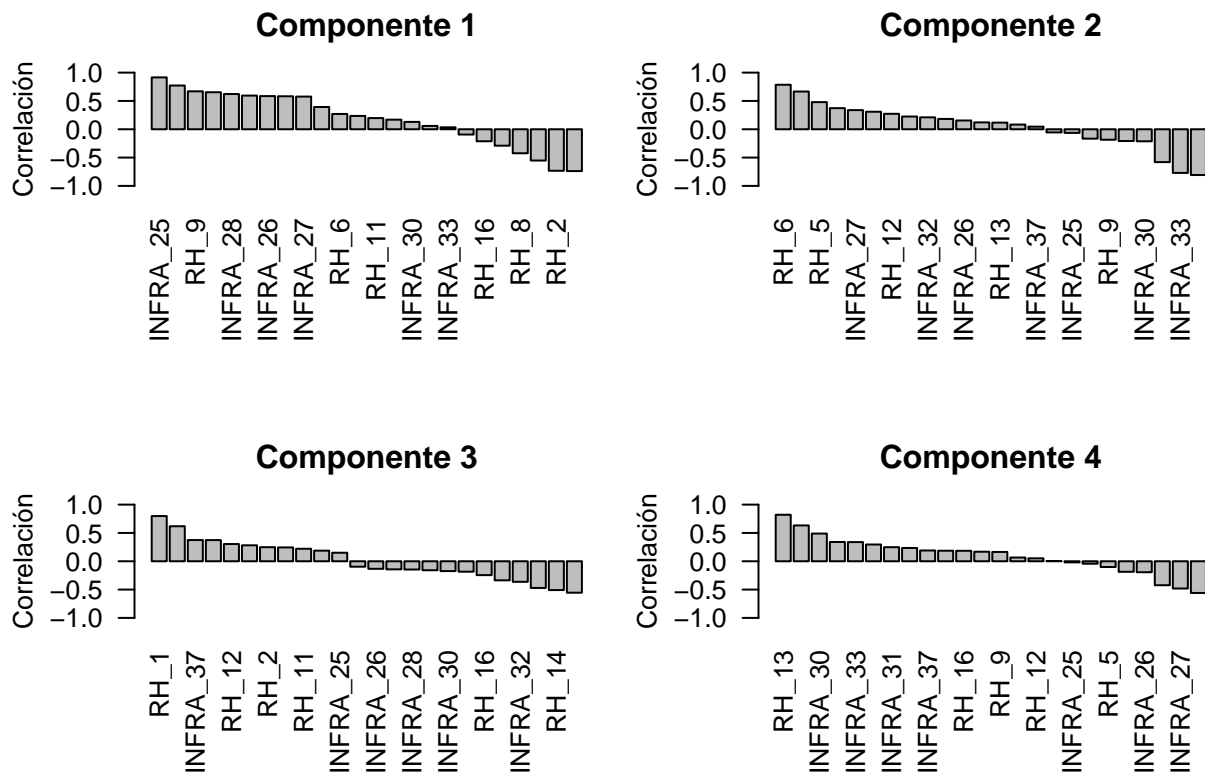 Componente 1
Correlación
1.0
0.5
0.0
−0.5
−1.0
INFRA_25
RH_9
INFRA_28
INFRA_26
INFRA_27
RH_6
RH_11
INFRA_30
INFRA_33
RH_16
RH_8
RH_2
Componente 2
Correlación
1.0
0.5
0.0
−0.5
−1.0
RH_6
RH_5
INFRA_27
RH_12
INFRA_32
INFRA_26
RH_13
INFRA_37
INFRA_25
RH_9
INFRA_30
INFRA_33
Componente 3
Correlación
1.0
0.5
0.0
−0.5
−1.0
RH_1
INFRA_37
RH_12
RH_2
RH_11
INFRA_25
INFRA_26
INFRA_28
INFRA_30
RH_16
INFRA_32
RH_14
Componente 4
Correlación
1.0
0.5
0.0
−0.5
−1.0
RH_13
INFRA_30
INFRA_33
INFRA_31
INFRA_37
RH_16
RH_9
RH_12
INFRA_25
RH_5
INFRA_26
INFRA_27